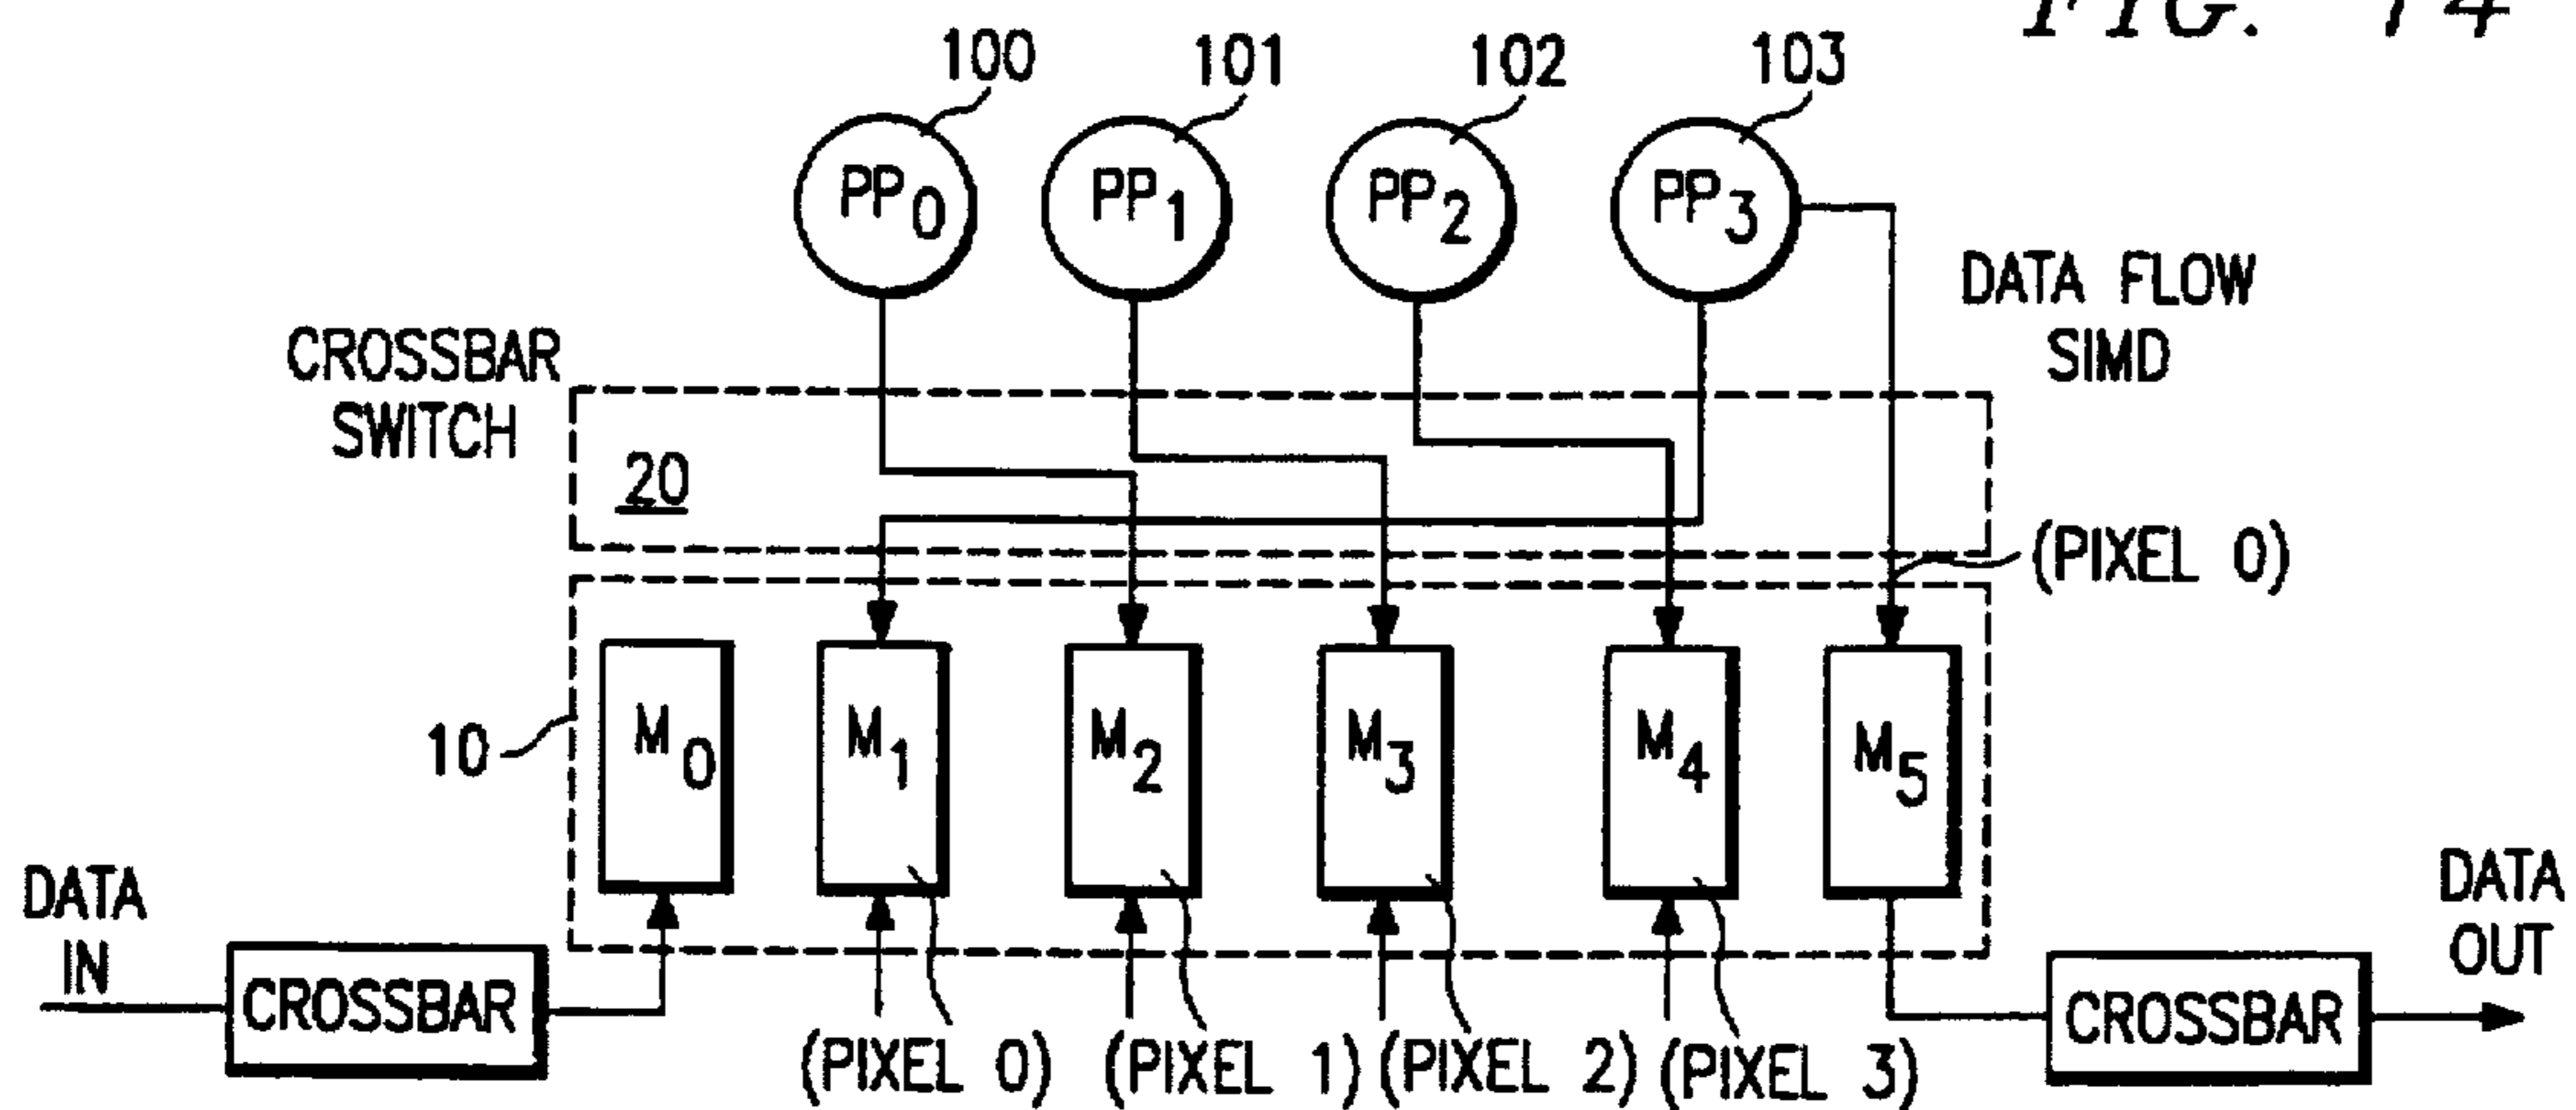 FIG. 14
100
101
102
103
PP0
PP1
PP2
PP3
DATA FLOW
SIMD
CROSSBAR
SWITCH
20
(PIXEL 0)
10
M0
M1
M2
M3
M4
M5
DATA
IN
CROSSBAR
(PIXEL 0)
(PIXEL 1)
(PIXEL 2)
(PIXEL 3)
CROSSBAR
DATA
OUT